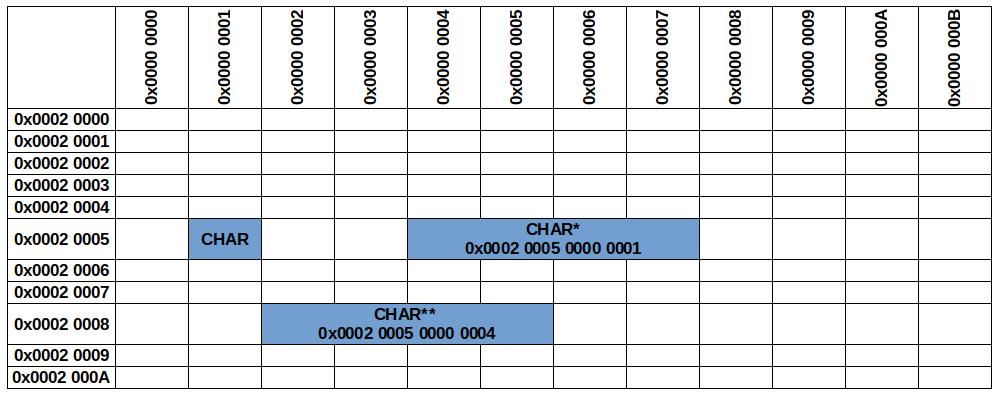 0x0000 0000
0x0000 0001
0x0000 0002
0x0000 0003
0x0000 0004
0x0000 0005
0x0000 0006
0x0000 0007
0x0000 0008
0x0000 0009
0x0000 000A
0x0000 000B
0x0002 0000
0x0002 0001
0x0002 0002
0x0002 0003
0x0002 0004
0x0002 0005
CHAR
CHAR*
0x0002 0005 0000 0001
0x0002 0006
0x0002 0007
0x0002 0008
CHAR**
0x0002 0005 0000 0004
0x0002 0009
0x0002 000A